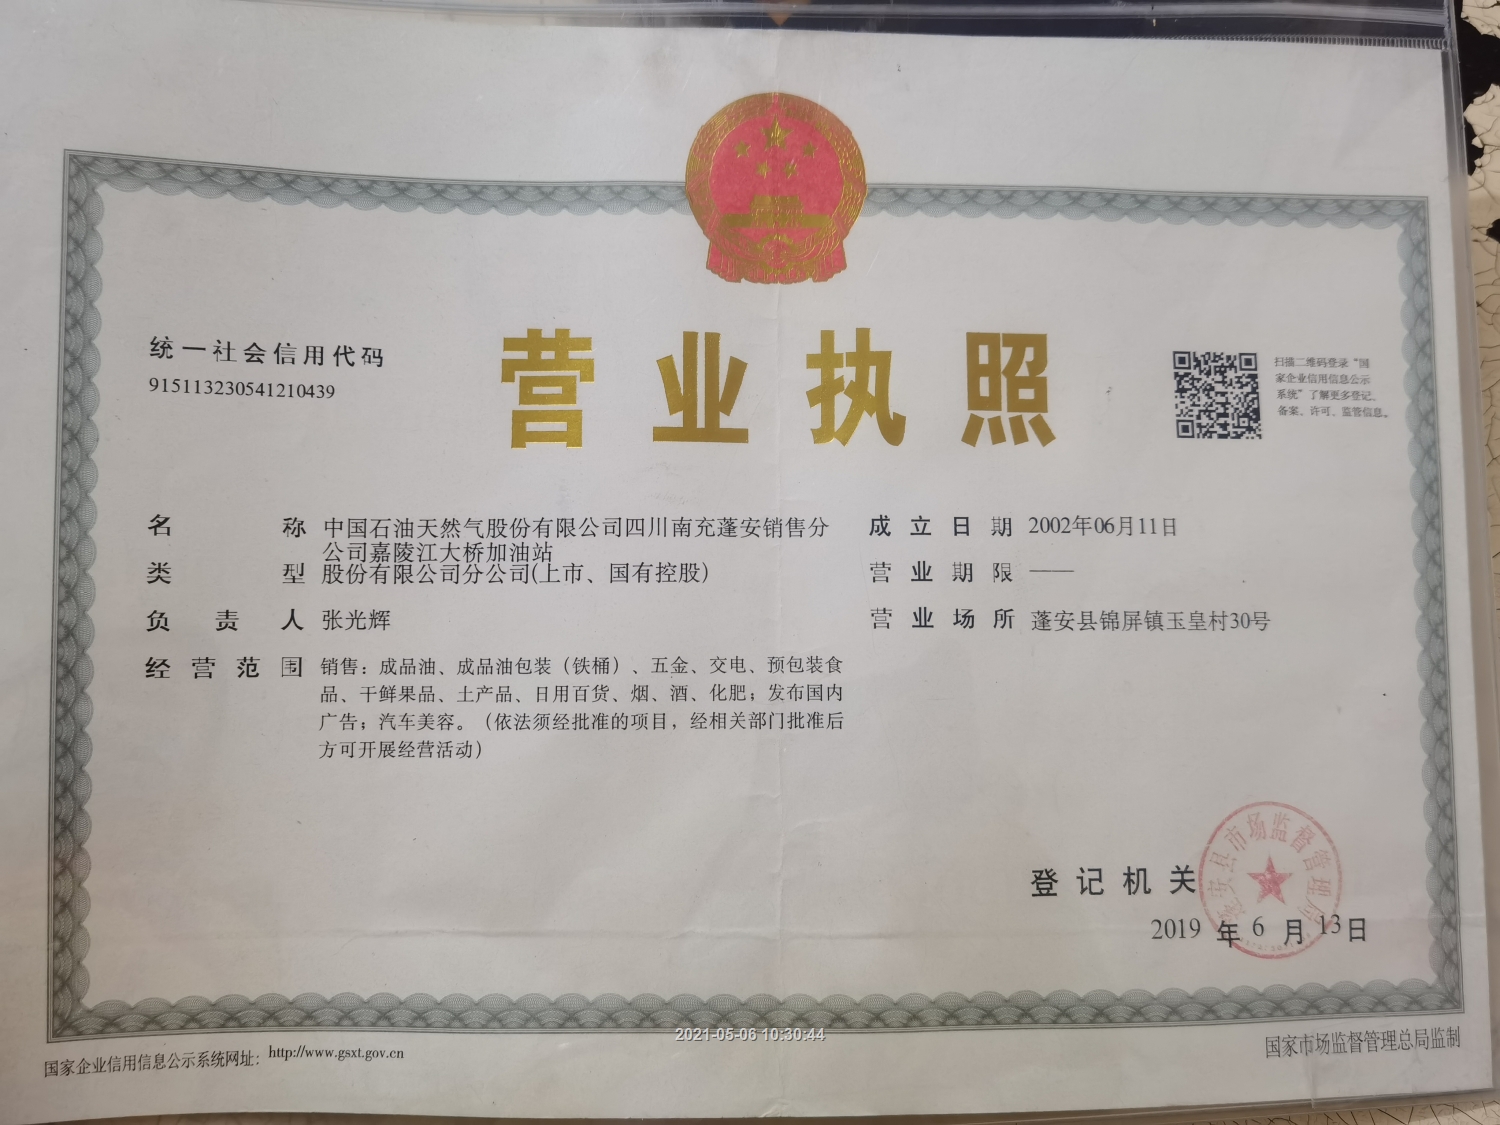 营业执照
统一社会信用代码
915113230541210439
扫描二维码登录“国
家企业信用信息公示
系统”了解更多登记、
备案、许可、监管信息。
名 称 中国石油天然气股份有限公司四川南充蓬安销售分
公司嘉陵江大桥加油站
类 型 股份有限公司分公司(上市、国有控股)
负 责 人 张光辉
经 营 范 围 销售：成品油、成品油包装（铁桶）、五金、交电、预包装食
品、干鲜果品、土产品、日用百货、烟、酒、化肥；发布国内
广告；汽车美容。（依法须经批准的项目，经相关部门批准后
方可开展经营活动）
成 立 日 期 2002年06月11日
营 业 期 限 ——
营 业 场 所 蓬安县锦屏镇玉皇村30号
登 记 机 关
蓬安县市场监督管理局
2019 年 6 月 13 日
2021-05-06 10:30:44
国家企业信用信息公示系统网址：http://www.gsxt.gov.cn
国家市场监督管理总局监制